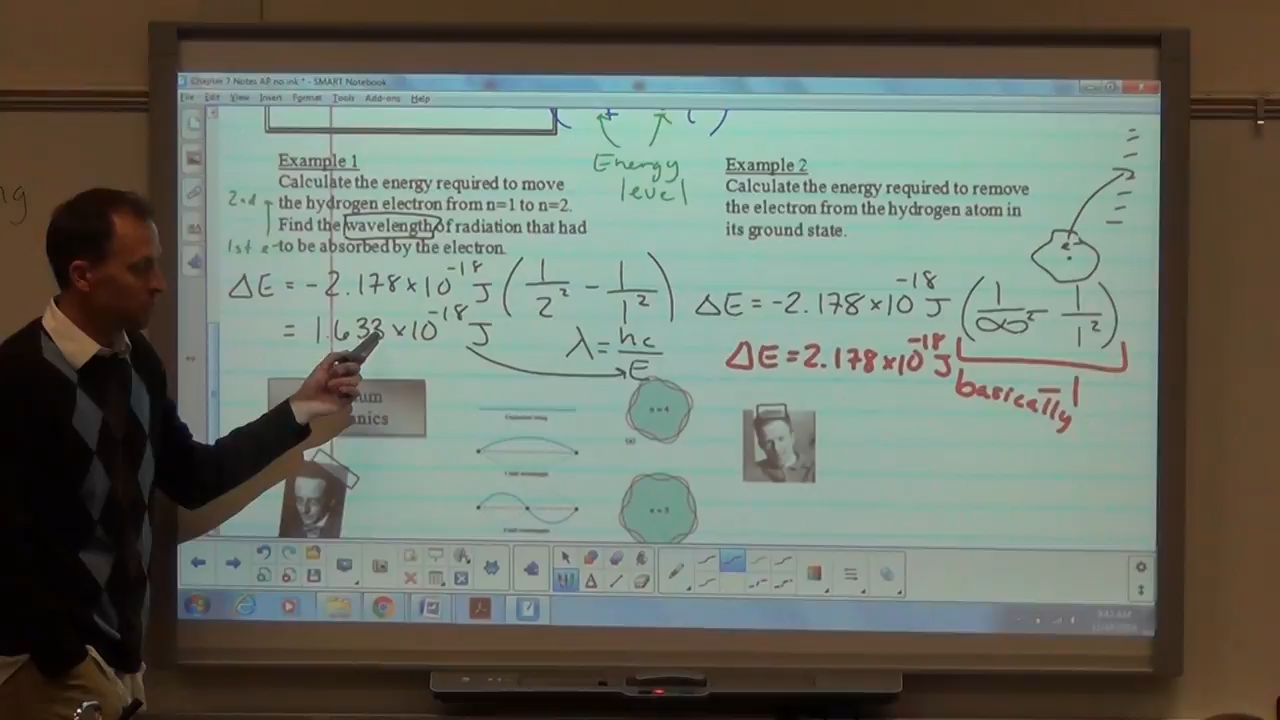 Chapter 7 Notes AP no ink * - SMART Notebook
File Edit View Insert Format Tools Add-ons Help
Energy
level
Example 1
Calculate the energy required to move
the hydrogen electron from n=1 to n=2.
Find the wavelength of radiation that had
to be absorbed by the electron.
2nd
1st e-
ΔE = -2.178×10^-18 J (1/2² - 1/1²)
= 1.633×10^-18 J
λ = hc/E
Example 2
Calculate the energy required to remove
the electron from the hydrogen atom in
its ground state.
e-
ΔE = -2.178×10^-18 J (1/∞² - 1/1²)
ΔE = 2.178×10^-18 J
basically -1
n = 4
(a)
n = 5
ng